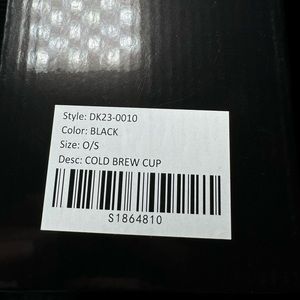 Style: DK23-0010
Color: BLACK
Size: O/S
Desc: COLD BREW CUP
S1864810